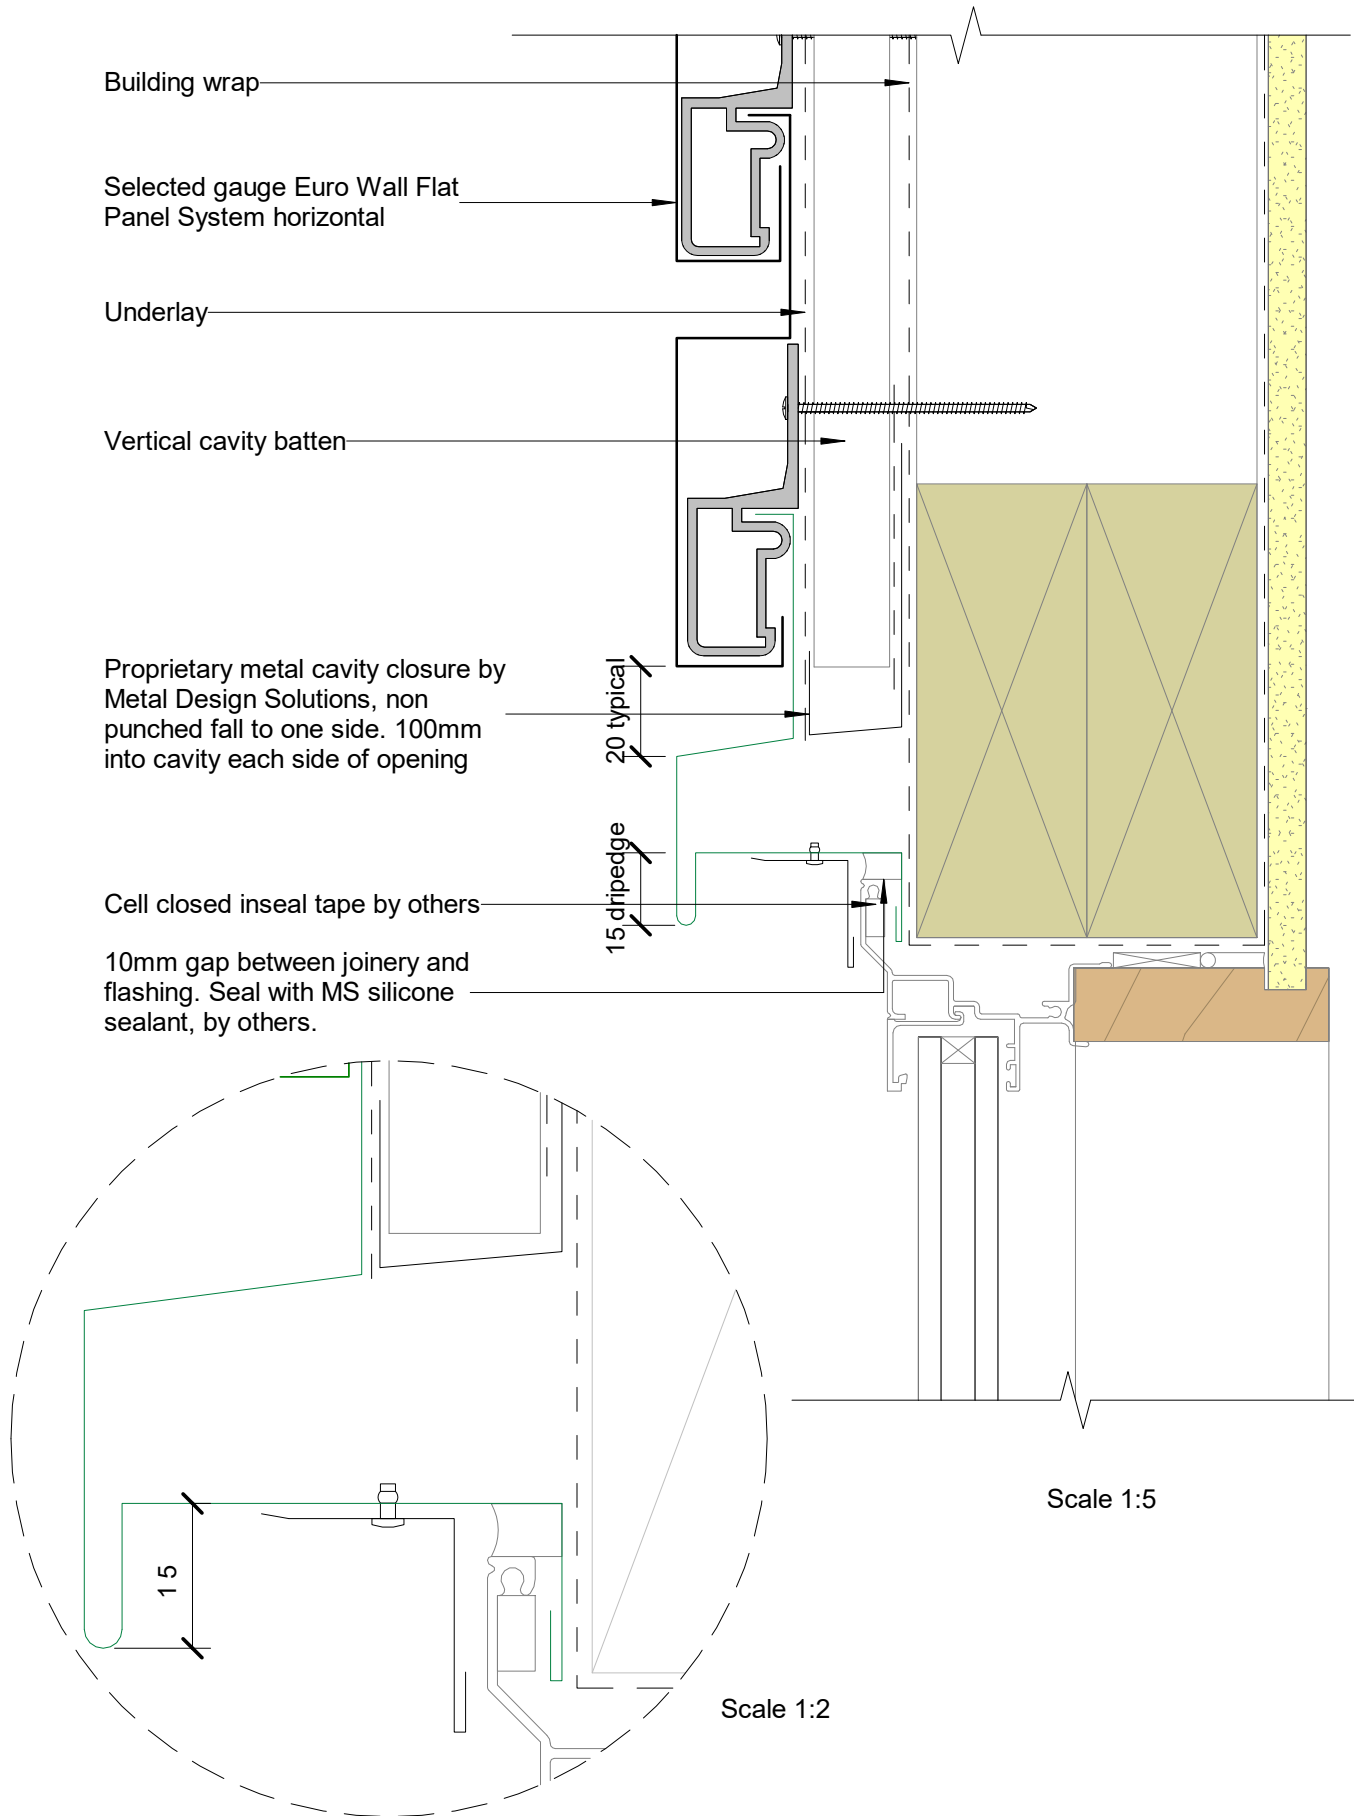 Building wrap
Selected gauge Euro Wall Flat
Panel System horizontal
Underlay
Vertical cavity batten
Proprietary metal cavity closure by
Metal Design Solutions, non
punched fall to one side. 100mm
into cavity each side of opening
20 typical
15 dripedge
Cell closed inseal tape by others
10mm gap between joinery and
flashing. Seal with MS silicone
sealant, by others.
Scale 1:5
15
Scale 1:2